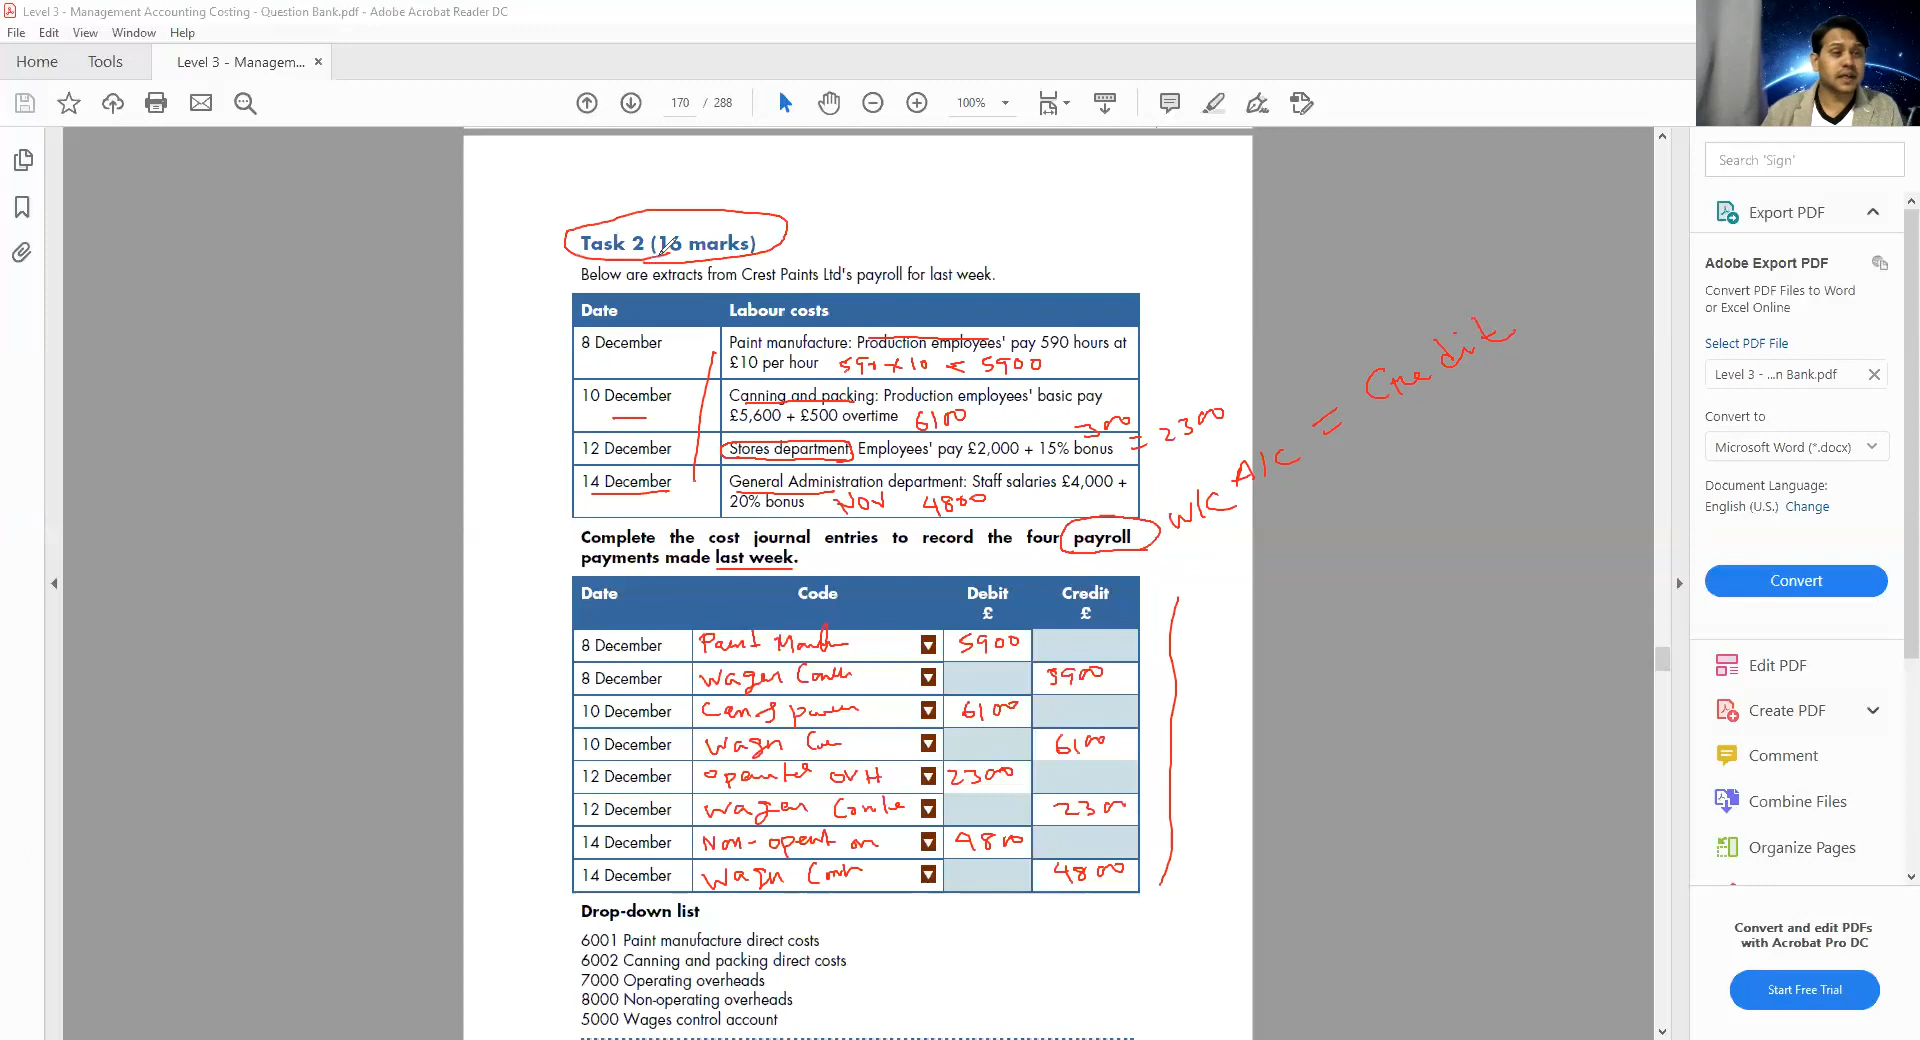 Level 3 - Management Accounting Costing - Question Bank.pdf - Adobe Acrobat Reader DC
File Edit View Window Help
Home Tools Level 3 - Managem... ×
170 / 288 100%
Search 'Sign'
Export PDF
Adobe Export PDF
Convert PDF Files to Word
or Excel Online
Select PDF File
Level 3 - ...n Bank.pdf
Convert to
Microsoft Word (*.docx)
Document Language:
English (U.S.) Change
Convert
Edit PDF
Create PDF
Comment
Combine Files
Organize Pages
Convert and edit PDFs
with Acrobat Pro DC
Start Free Trial
Task 2 (16 marks)
Below are extracts from Crest Paints Ltd's payroll for last week.
Date Labour costs
8 December Paint manufacture: Production employees' pay 590 hours at
£10 per hour 590 × 10 = 5900
10 December Canning and packing: Production employees' basic pay
£5,600 + £500 overtime 6100
300 = 2300
12 December Stores department: Employees' pay £2,000 + 15% bonus
14 December General Administration department: Staff salaries £4,000 +
20% bonus NOV 4800
W/C A/C = Credit
Complete the cost journal entries to record the four payroll
payments made last week.
Date Code Debit Credit
£ £
8 December Paint 5900
8 December Wages 5900
10 December 6100
10 December 6100
12 December OVH 2300
12 December Wages 2300
14 December Non- 4800
14 December 4800
Drop-down list
6001 Paint manufacture direct costs
6002 Canning and packing direct costs
7000 Operating overheads
8000 Non-operating overheads
5000 Wages control account